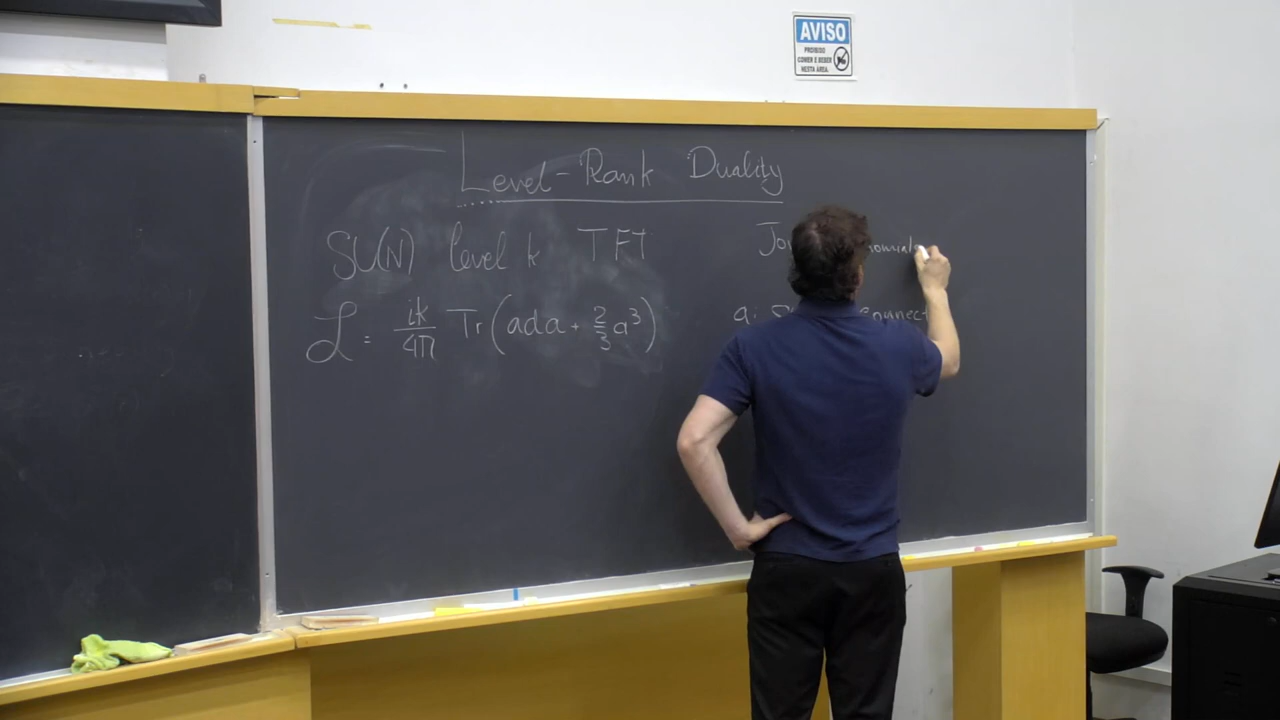 AVISO
PROIBIDO
COMER E BEBER
NESTA ÁREA.
Level-Rank Duality
SU(N) level k TFT
ℒ = ik/4π Tr(ada + 2/3 a³)
a: